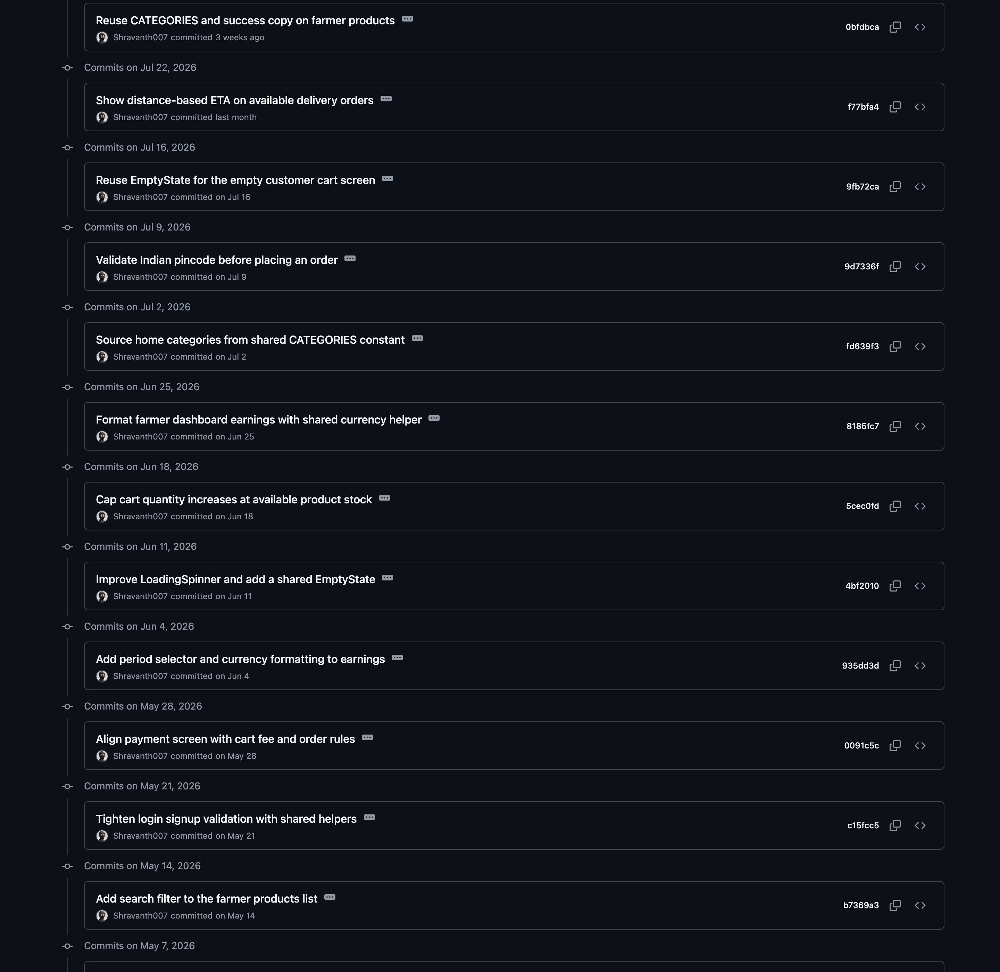 Reuse CATEGORIES and success copy on farmer products
Shravanth007 committed 3 weeks ago
0bfdbca
Commits on Jul 22, 2026
Show distance-based ETA on available delivery orders
Shravanth007 committed last month
f77bfa4
Commits on Jul 16, 2026
Reuse EmptyState for the empty customer cart screen
Shravanth007 committed on Jul 16
9fb72ca
Commits on Jul 9, 2026
Validate Indian pincode before placing an order
Shravanth007 committed on Jul 9
9d7336f
Commits on Jul 2, 2026
Source home categories from shared CATEGORIES constant
Shravanth007 committed on Jul 2
fd639f3
Commits on Jun 25, 2026
Format farmer dashboard earnings with shared currency helper
Shravanth007 committed on Jun 25
8185fc7
Commits on Jun 18, 2026
Cap cart quantity increases at available product stock
Shravanth007 committed on Jun 18
5cec0fd
Commits on Jun 11, 2026
Improve LoadingSpinner and add a shared EmptyState
Shravanth007 committed on Jun 11
4bf2010
Commits on Jun 4, 2026
Add period selector and currency formatting to earnings
Shravanth007 committed on Jun 4
935dd3d
Commits on May 28, 2026
Align payment screen with cart fee and order rules
Shravanth007 committed on May 28
0091c5c
Commits on May 21, 2026
Tighten login signup validation with shared helpers
Shravanth007 committed on May 21
c15fcc5
Commits on May 14, 2026
Add search filter to the farmer products list
Shravanth007 committed on May 14
b7369a3
Commits on May 7, 2026